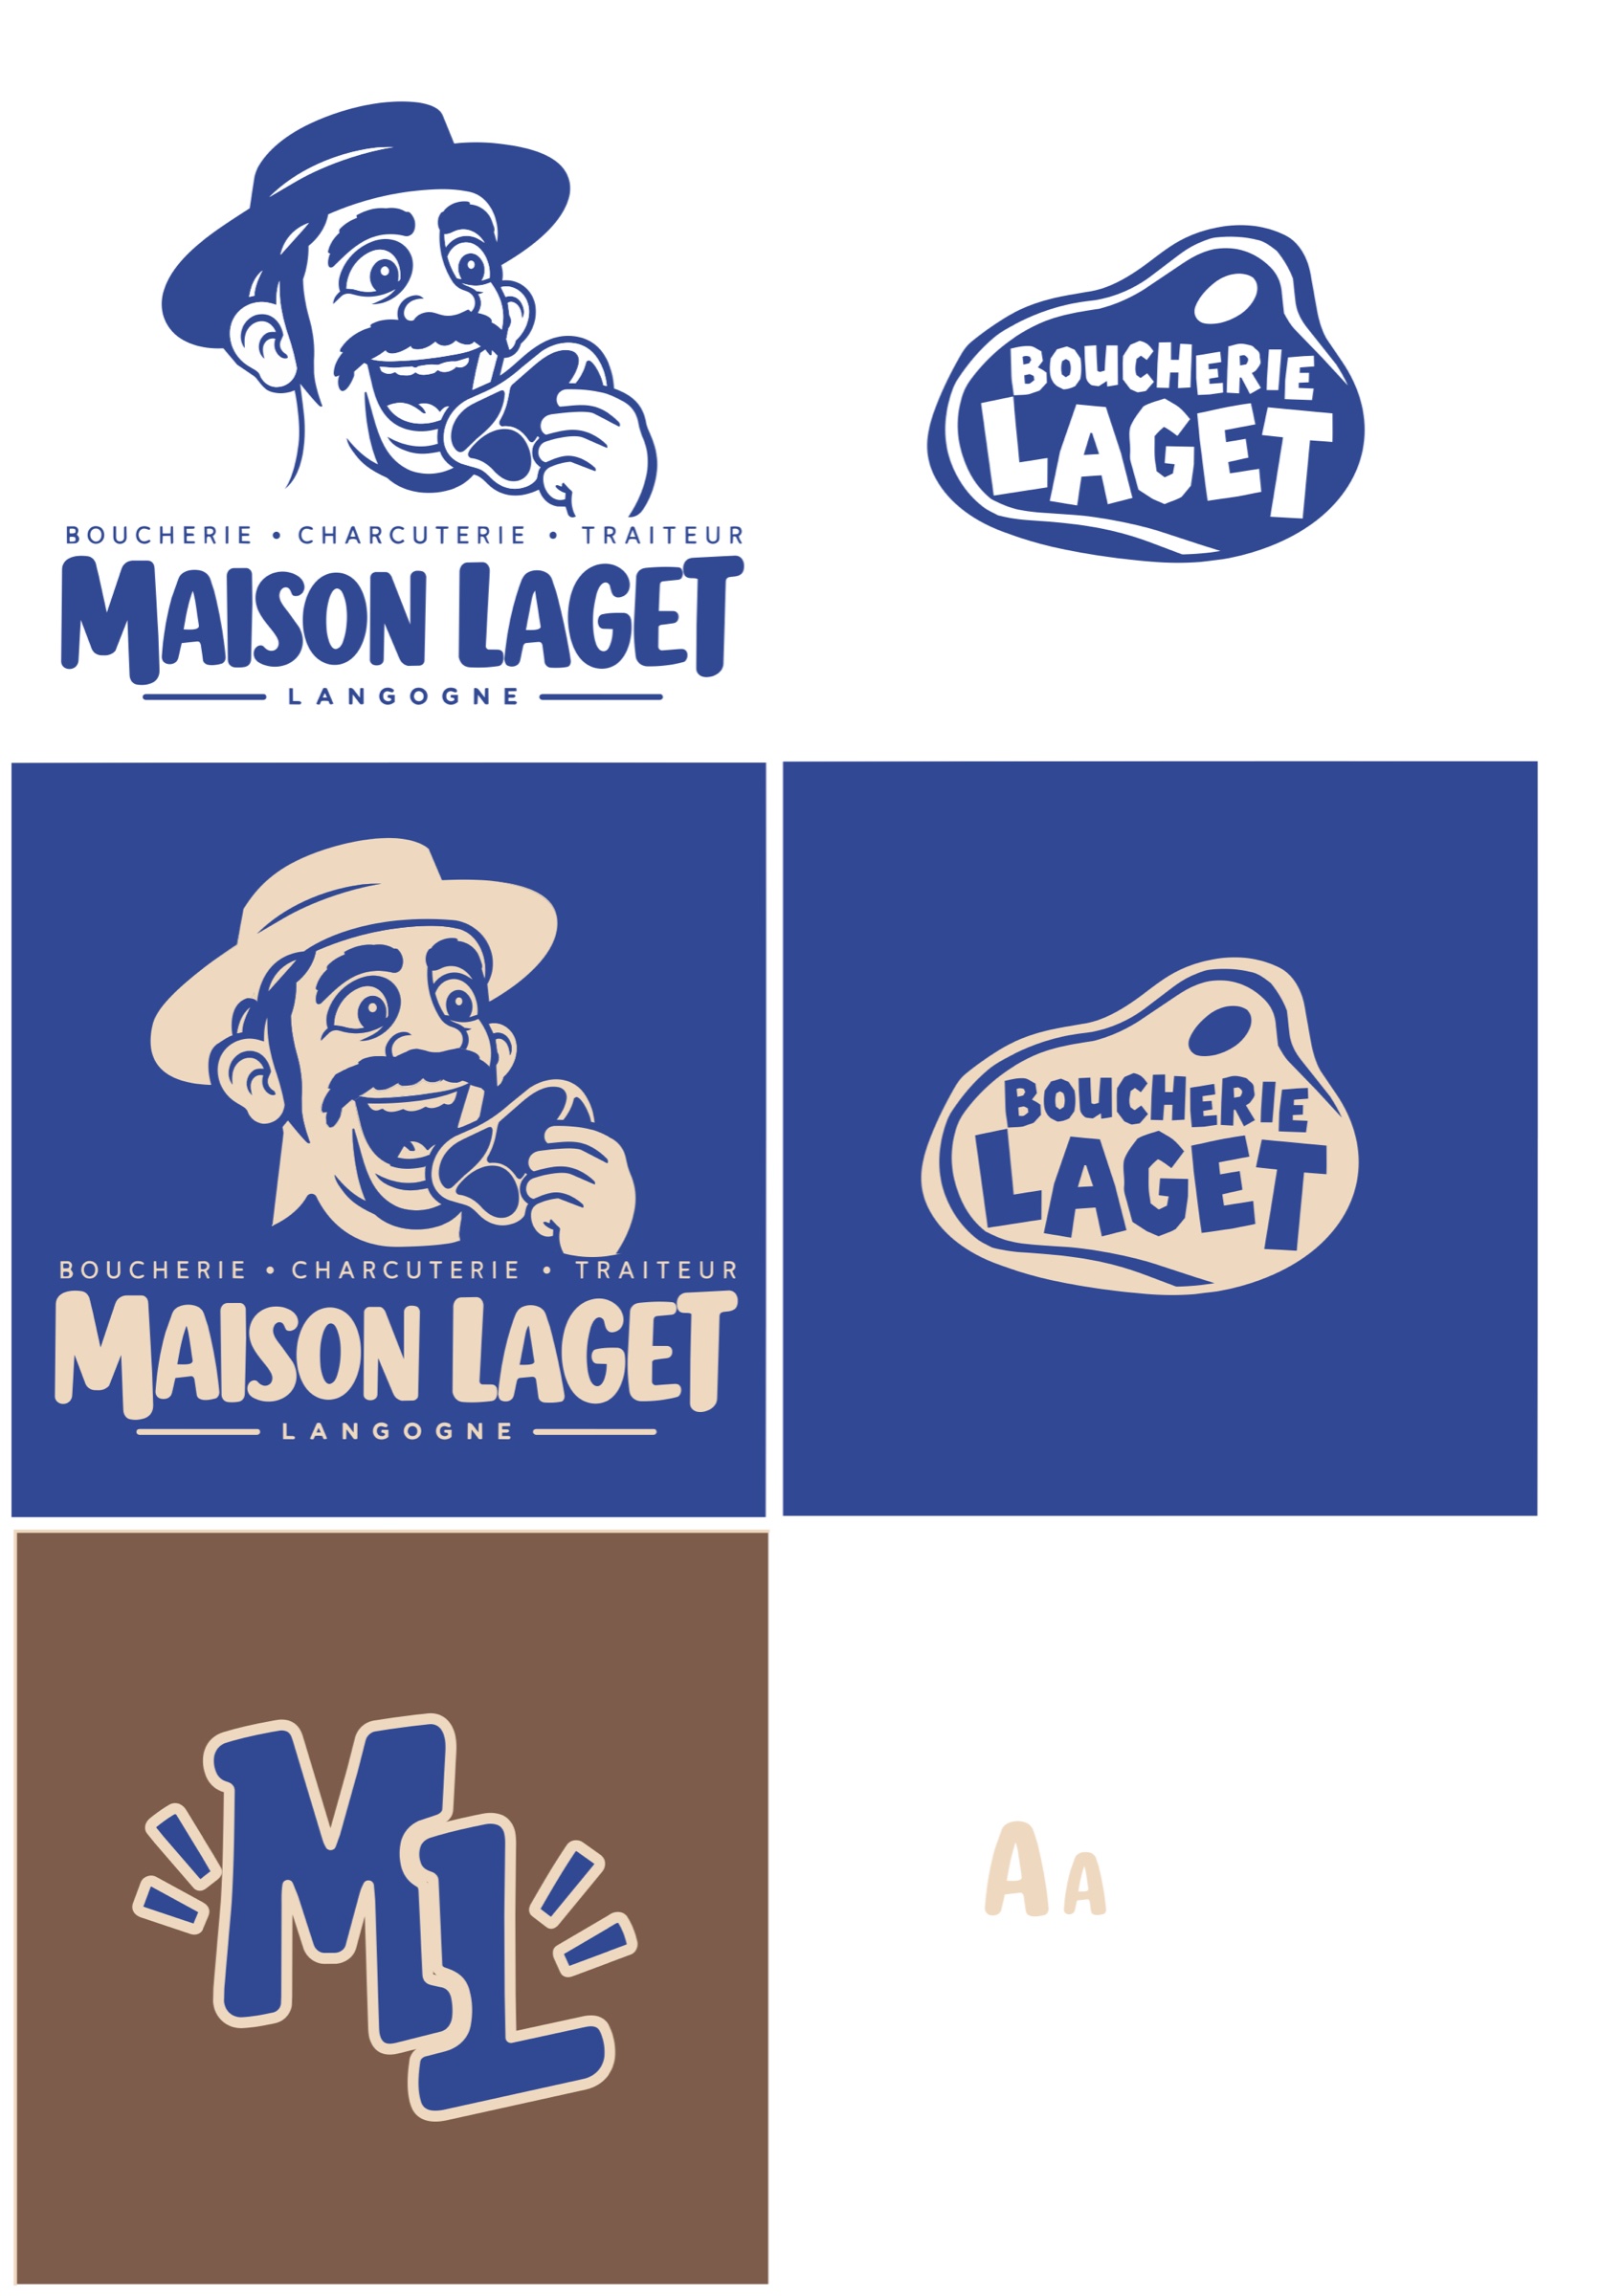 BOUCHERIE • CHARCUTERIE • TRAITEUR
MAISON LAGET
LANGOGNE
BOUCHERIE
LAGET
BOUCHERIE • CHARCUTERIE • TRAITEUR
MAISON LAGET
LANGOGNE
BOUCHERIE
LAGET
ML
AA